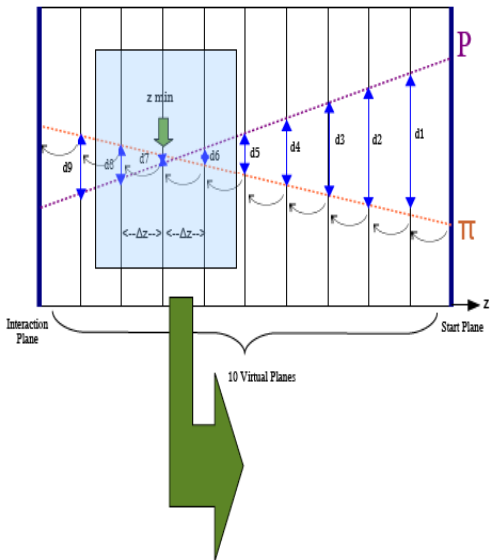 P
z min
d9
d8
d7
d6
d5
d4
d3
d2
d1
<--Δz-->
<--Δz-->
π
z
Interaction
Plane
Start Plane
10 Virtual Planes